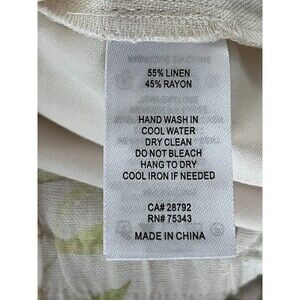 55% LINEN
45% RAYON
HAND WASH IN
COOL WATER
DRY CLEAN
DO NOT BLEACH
HANG TO DRY
COOL IRON IF NEEDED
CA# 28792
RN# 75343
MADE IN CHINA